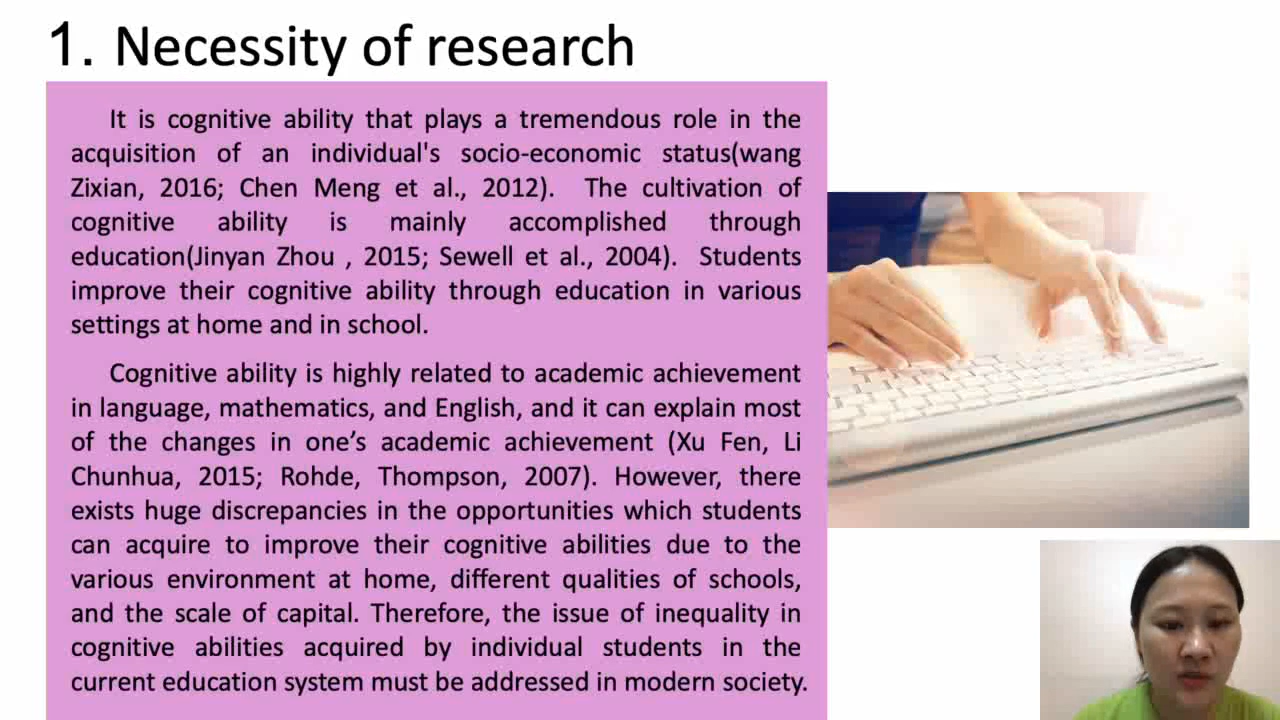 1. Necessity of research
It is cognitive ability that plays a tremendous role in the
acquisition of an individual's socio-economic status(wang
Zixian, 2016; Chen Meng et al., 2012). The cultivation of
cognitive ability is mainly accomplished through
education(Jinyan Zhou , 2015; Sewell et al., 2004). Students
improve their cognitive ability through education in various
settings at home and in school.
Cognitive ability is highly related to academic achievement
in language, mathematics, and English, and it can explain most
of the changes in one’s academic achievement (Xu Fen, Li
Chunhua, 2015; Rohde, Thompson, 2007). However, there
exists huge discrepancies in the opportunities which students
can acquire to improve their cognitive abilities due to the
various environment at home, different qualities of schools,
and the scale of capital. Therefore, the issue of inequality in
cognitive abilities acquired by individual students in the
current education system must be addressed in modern society.